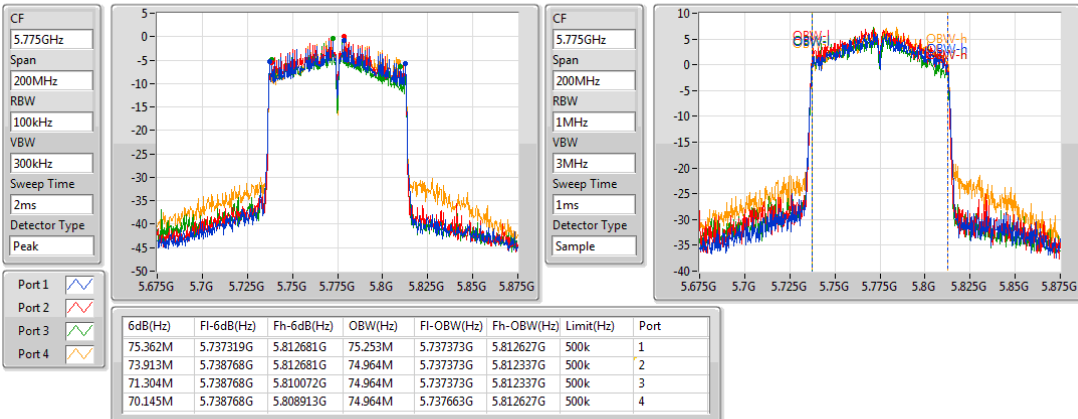 CF
5.775GHz
Span
200MHz
RBW
100kHz
VBW
300kHz
Sweep Time
2ms
Detector Type
Peak
Port 1
Port 2
Port 3
Port 4
5
0
-5
-10
-15
-20
-25
-30
-35
-40
-45
-50
5.675G 5.7G 5.725G 5.75G 5.775G 5.8G 5.825G 5.85G 5.875G
CF
5.775GHz
Span
200MHz
RBW
1MHz
VBW
3MHz
Sweep Time
1ms
Detector Type
Sample
10
5
0
-5
-10
-15
-20
-25
-30
-35
-40
OBW-l
OBW-h
OBW-h
OBW-h
5.675G 5.7G 5.725G 5.75G 5.775G 5.8G 5.825G 5.85G 5.875G
6dB(Hz) Fl-6dB(Hz) Fh-6dB(Hz) OBW(Hz) Fl-OBW(Hz) Fh-OBW(Hz) Limit(Hz) Port
75.362M 5.737319G 5.812681G 75.253M 5.737373G 5.812627G 500k 1
73.913M 5.738768G 5.812681G 74.964M 5.737373G 5.812337G 500k 2
71.304M 5.738768G 5.810072G 74.964M 5.737373G 5.812337G 500k 3
70.145M 5.738768G 5.808913G 74.964M 5.737663G 5.812627G 500k 4